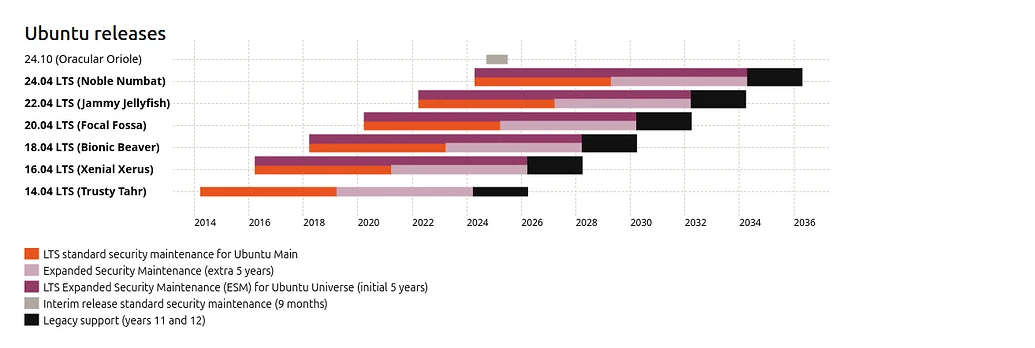 Ubuntu releases
24.10 (Oracular Oriole)
24.04 LTS (Noble Numbat)
22.04 LTS (Jammy Jellyfish)
20.04 LTS (Focal Fossa)
18.04 LTS (Bionic Beaver)
16.04 LTS (Xenial Xerus)
14.04 LTS (Trusty Tahr)
2014 2016 2018 2020 2022 2024 2026 2028 2030 2032 2034 2036
LTS standard security maintenance for Ubuntu Main
Expanded Security Maintenance (extra 5 years)
LTS Expanded Security Maintenance (ESM) for Ubuntu Universe (initial 5 years)
Interim release standard security maintenance (9 months)
Legacy support (years 11 and 12)